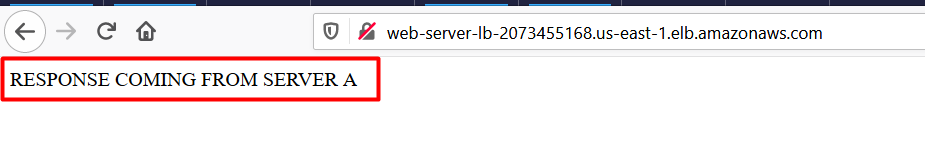 web-server-lb-2073455168.us-east-1.elb.amazonaws.com
RESPONSE COMING FROM SERVER A